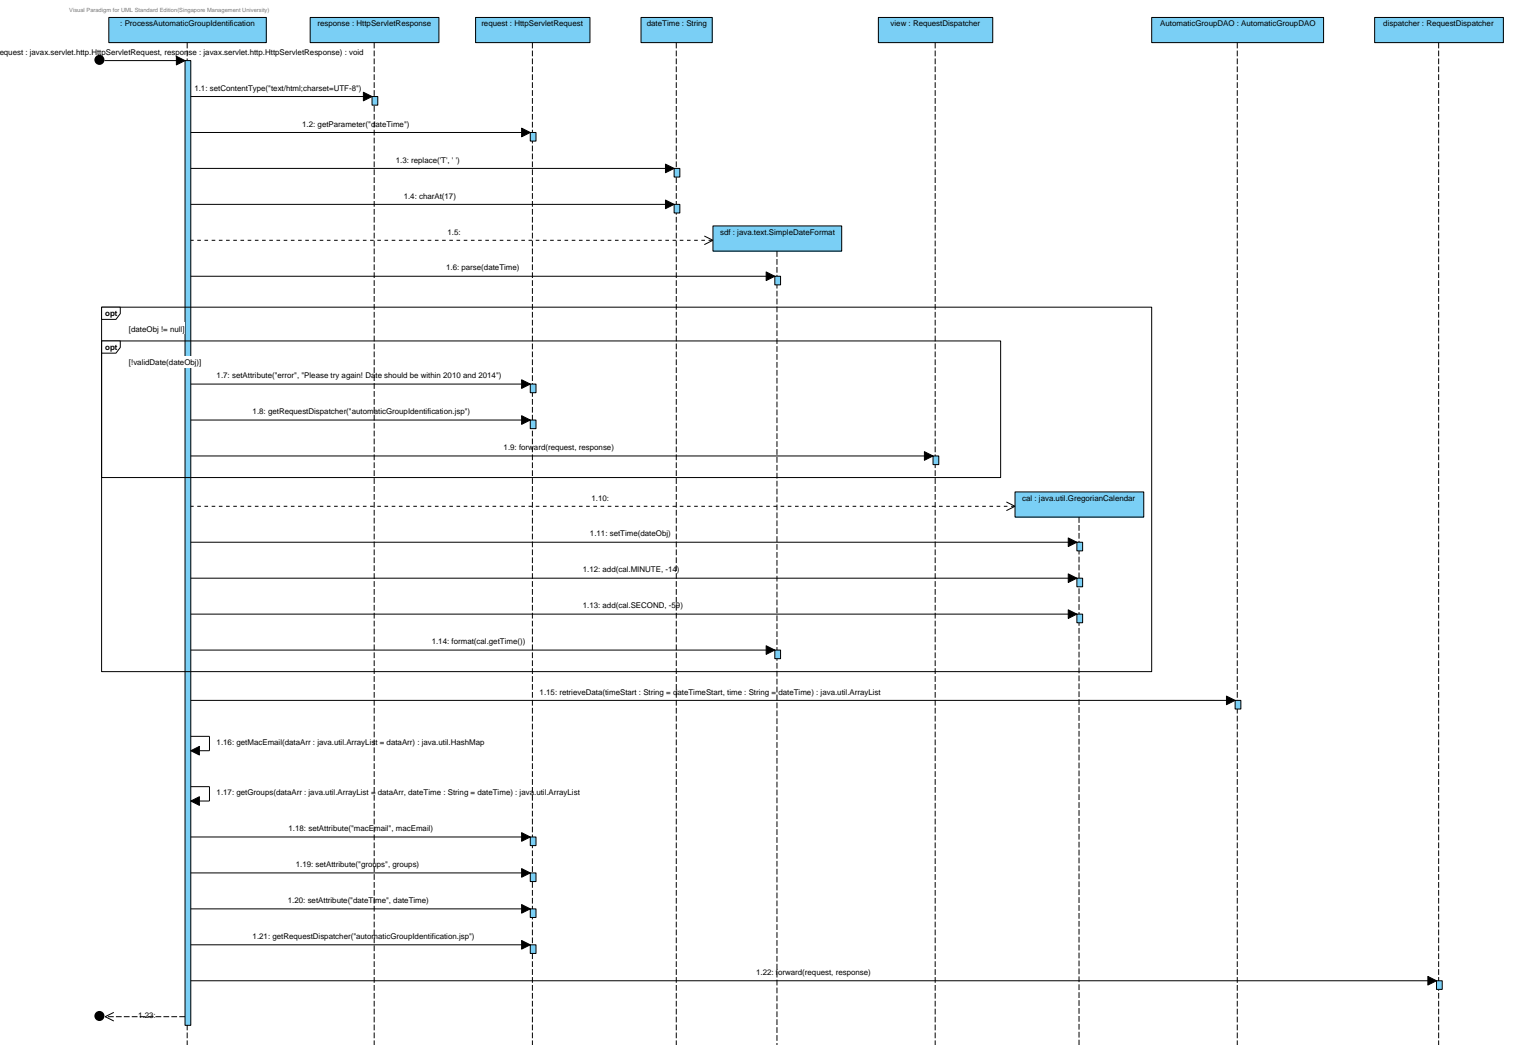 Visual Paradigm for UML Standard Edition(Singapore Management University)
: ProcessAutomaticGroupIdentification
response : HttpServletResponse
request : HttpServletRequest
dateTime : String
view : RequestDispatcher
AutomaticGroupDAO : AutomaticGroupDAO
dispatcher : RequestDispatcher
equest : javax.servlet.http.HttpServletRequest, response : javax.servlet.http.HttpServletResponse) : void
1.1: setContentType("text/html;charset=UTF-8")
1.2: getParameter("dateTime")
1.3: replace('T', ' ')
1.4: charAt(17)
1.5:
sdf : java.text.SimpleDateFormat
1.6: parse(dateTime)
opt
[dateObj != null]
opt
[!validDate(dateObj)]
1.7: setAttribute("error", "Please try again! Date should be within 2010 and 2014")
1.8: getRequestDispatcher("automaticGroupIdentification.jsp")
1.9: forward(request, response)
1.10:
cal : java.util.GregorianCalendar
1.11: setTime(dateObj)
1.12: add(cal.MINUTE, -14)
1.13: add(cal.SECOND, -59)
1.14: format(cal.getTime())
1.15: retrieveData(timeStart : String = dateTimeStart, time : String = dateTime) : java.util.ArrayList
1.16: getMacEmail(dataArr : java.util.ArrayList = dataArr) : java.util.HashMap
1.17: getGroups(dataArr : java.util.ArrayList = dataArr, dateTime : String = dateTime) : java.util.ArrayList
1.18: setAttribute("macEmail", macEmail)
1.19: setAttribute("groups", groups)
1.20: setAttribute("dateTime", dateTime)
1.21: getRequestDispatcher("automaticGroupIdentification.jsp")
1.22: forward(request, response)
1.23: